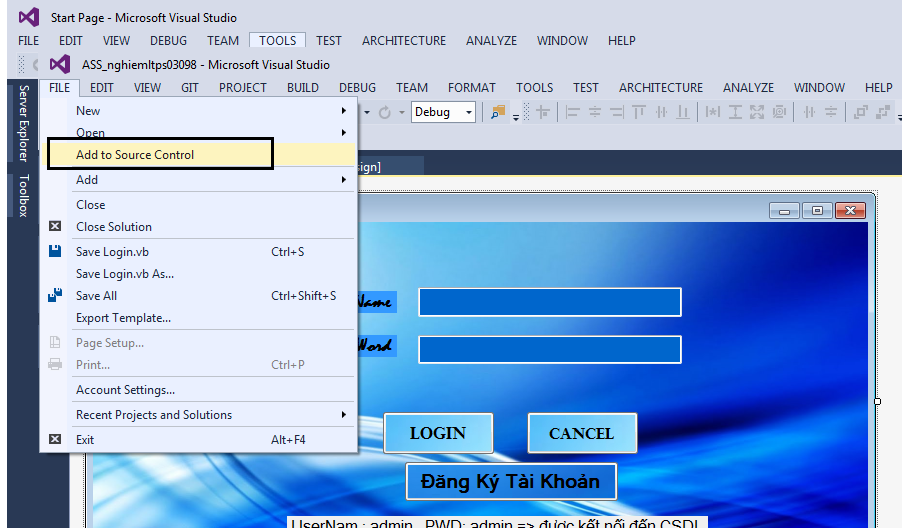 Start Page - Microsoft Visual Studio
FILE EDIT VIEW DEBUG TEAM TOOLS TEST ARCHITECTURE ANALYZE WINDOW HELP
ASS_nghiemltps03098 - Microsoft Visual Studio
FILE EDIT VIEW GIT PROJECT BUILD DEBUG TEAM FORMAT TOOLS TEST ARCHITECTURE ANALYZE WINDOW HELP
Server Explorer
Toolbox
Debug
New
Open
Add to Source Control
Add
Close
Close Solution
Save Login.vb Ctrl+S
Save Login.vb As...
Save All Ctrl+Shift+S
Export Template...
Page Setup...
Print... Ctrl+P
Account Settings...
Recent Projects and Solutions
Exit Alt+F4
ign]
Name
Word
LOGIN CANCEL
Đăng Ký Tài Khoản
UserNam : admin , PWD: admin => được kết nối đến CSDL